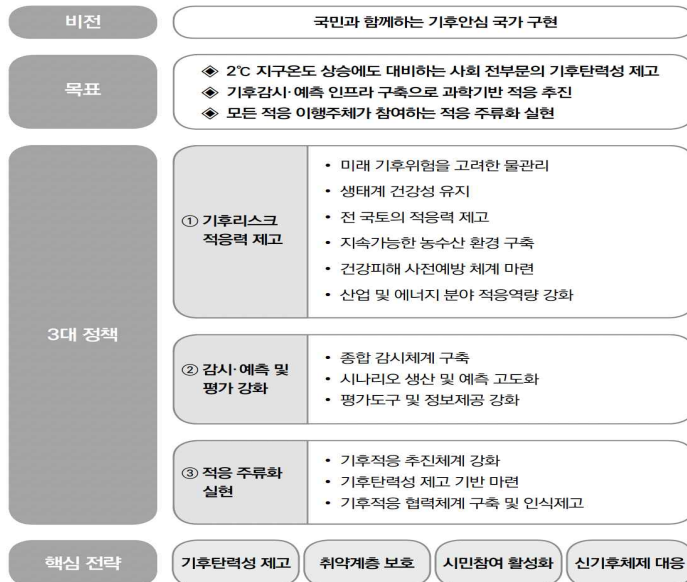 비전
국민과 함께하는 기후안심 국가 구현
목표
◈ 2℃ 지구온도 상승에도 대비하는 사회 전부문의 기후탄력성 제고
◈ 기후감시·예측 인프라 구축으로 과학기반 적응 추진
◈ 모든 적응 이행주체가 참여하는 적응 주류화 실현
3대 정책
① 기후리스크
적응력 제고
• 미래 기후위험을 고려한 물관리
• 생태계 건강성 유지
• 전 국토의 적응력 제고
• 지속가능한 농수산 환경 구축
• 건강피해 사전예방 체계 마련
• 산업 및 에너지 분야 적응역량 강화
② 감시·예측 및
평가 강화
• 종합 감시체계 구축
• 시나리오 생산 및 예측 고도화
• 평가도구 및 정보제공 강화
③ 적응 주류화
실현
• 기후적응 추진체계 강화
• 기후탄력성 제고 기반 마련
• 기후적응 협력체계 구축 및 인식제고
핵심 전략
기후탄력성 제고
취약계층 보호
시민참여 활성화
신기후체제 대응